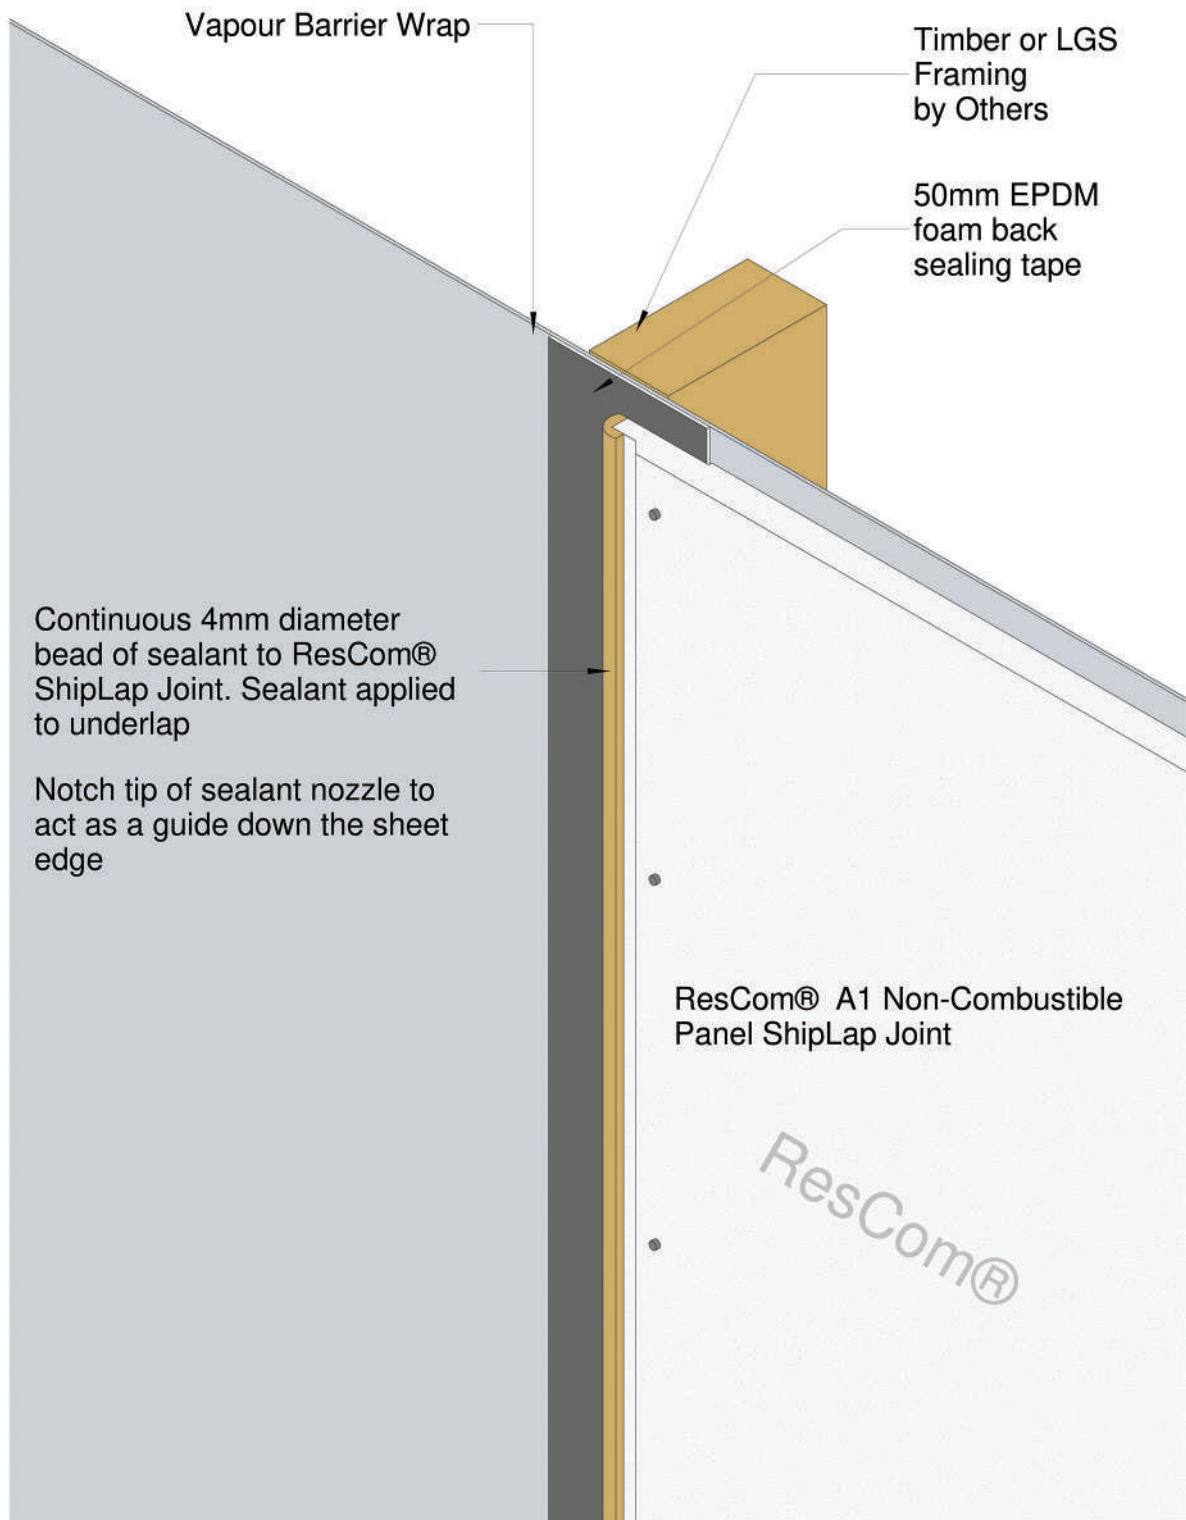 Vapour Barrier Wrap
Timber or LGS
Framing
by Others
50mm EPDM
foam back
sealing tape
Continuous 4mm diameter
bead of sealant to ResCom®
ShipLap Joint. Sealant applied
to underlap
Notch tip of sealant nozzle to
act as a guide down the sheet
edge
ResCom® A1 Non-Combustible
Panel ShipLap Joint
ResCom®